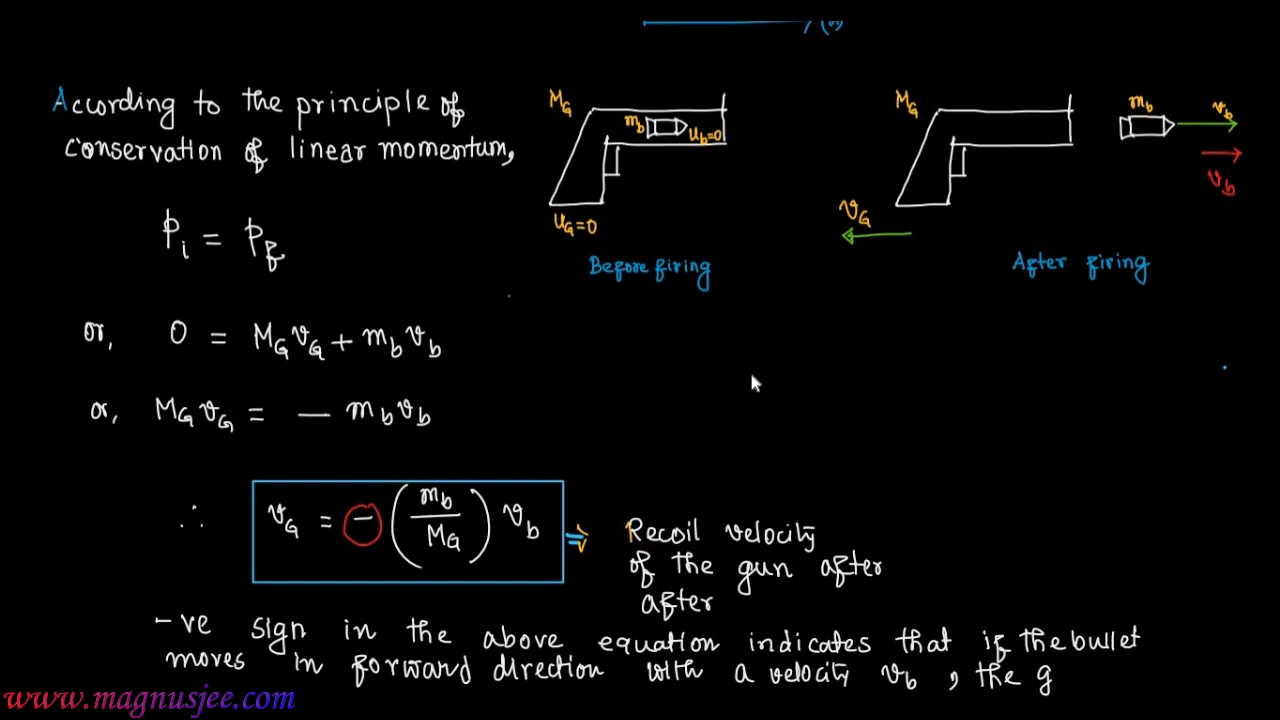 According to the principle of
conservation of linear momentum,
M_G
m_b
u_b=0
u_G=0
Before firing
M_G
m_b
v_b
v_b
v_G
After firing
p_i = p_f
or, 0 = M_G v_G + m_b v_b
or, M_G v_G = — m_b v_b
∴ v_G = - (m_b / M_G) v_b ⇒ Recoil velocity
of the gun after
after
-ve sign in the above equation indicates that if the bullet
moves in forward direction with a velocity v_b , the g
www.magnusjee.com